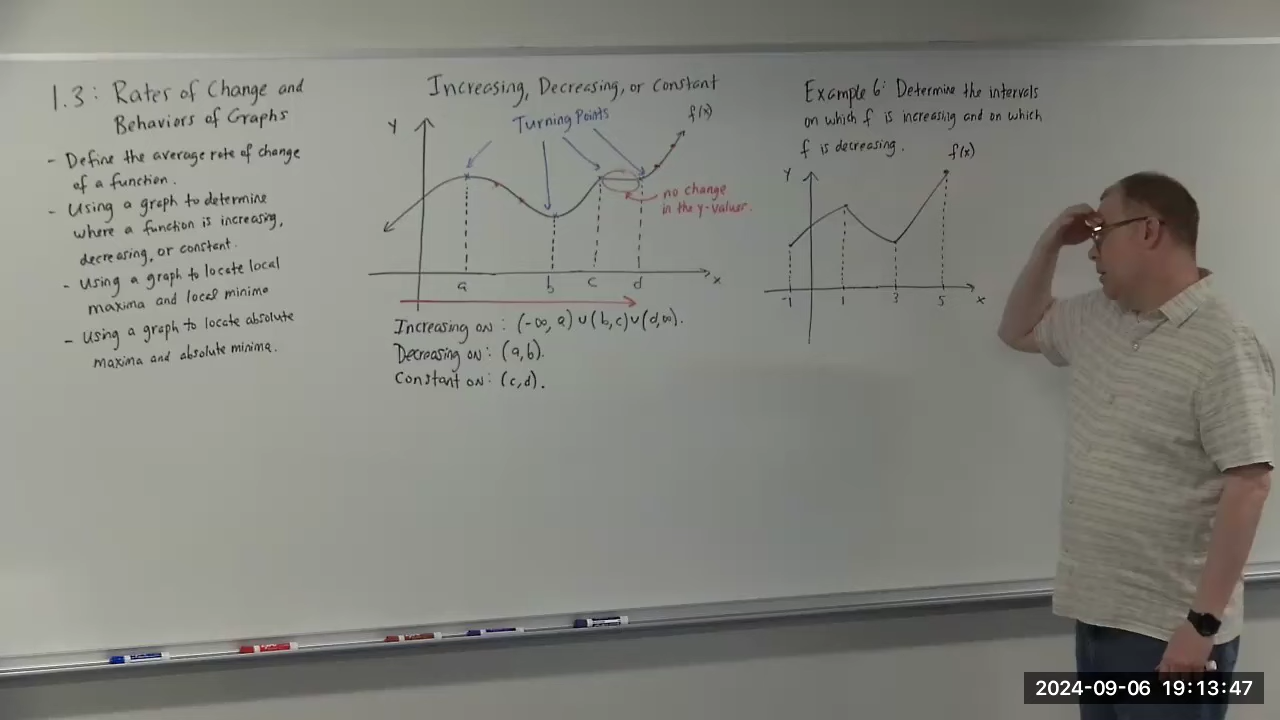 1.3: Rates of Change and
Behaviors of Graphs
- Define the average rate of change
of a function.
- Using a graph to determine
where a function is increasing,
decreasing, or constant.
- Using a graph to locate local
maxima and local minima
- Using a graph to locate absolute
maxima and absolute minima.
Increasing, Decreasing, or Constant
Y
Turning Points
f(x)
no change
in the y-values.
a b c d x
Increasing on: (-∞, a) ∪ (b,c) ∪ (d,∞).
Decreasing on: (a,b).
Constant on: (c,d).
Example 6: Determine the intervals
on which f is increasing and on which
f is decreasing.
f(x)
Y
-1 1 3 5 x
2024-09-06 19:13:47